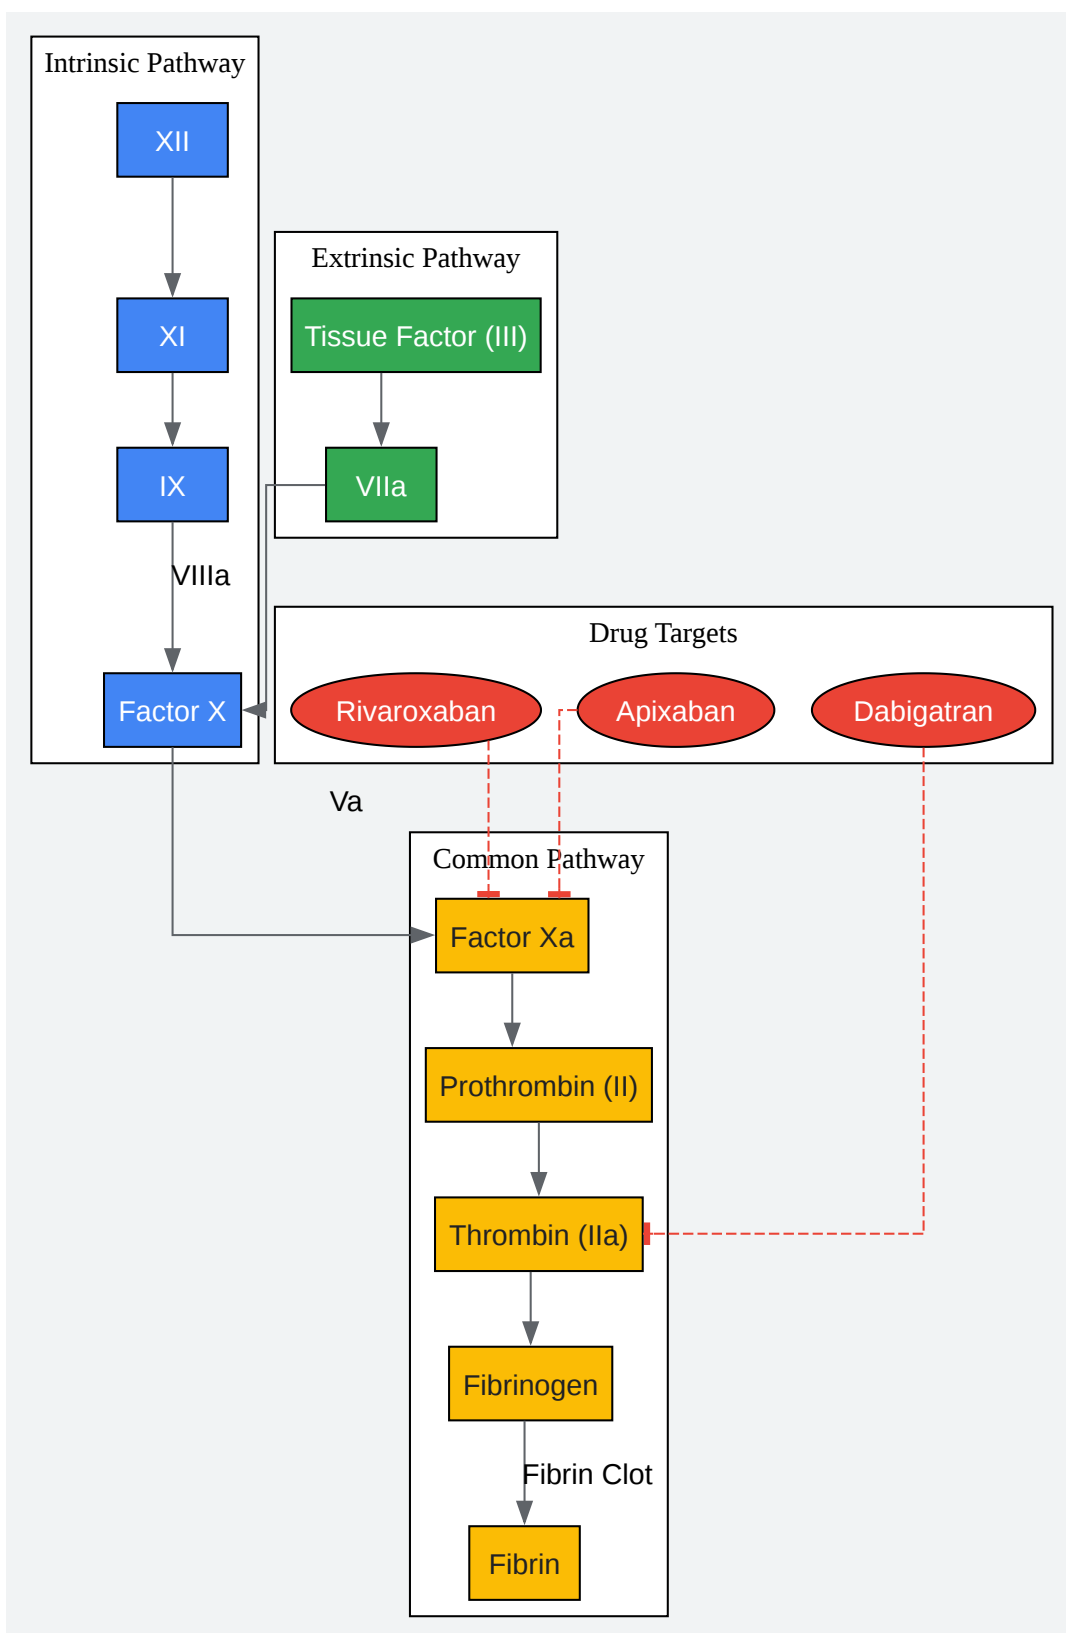 Intrinsic Pathway
XII
XI
IX
VIIIa
Factor X
Extrinsic Pathway
Tissue Factor (III)
VIIa
Drug Targets
Rivaroxaban
Apixaban
Dabigatran
Va
Common Pathway
Factor Xa
Prothrombin (II)
Thrombin (IIa)
Fibrinogen
Fibrin Clot
Fibrin